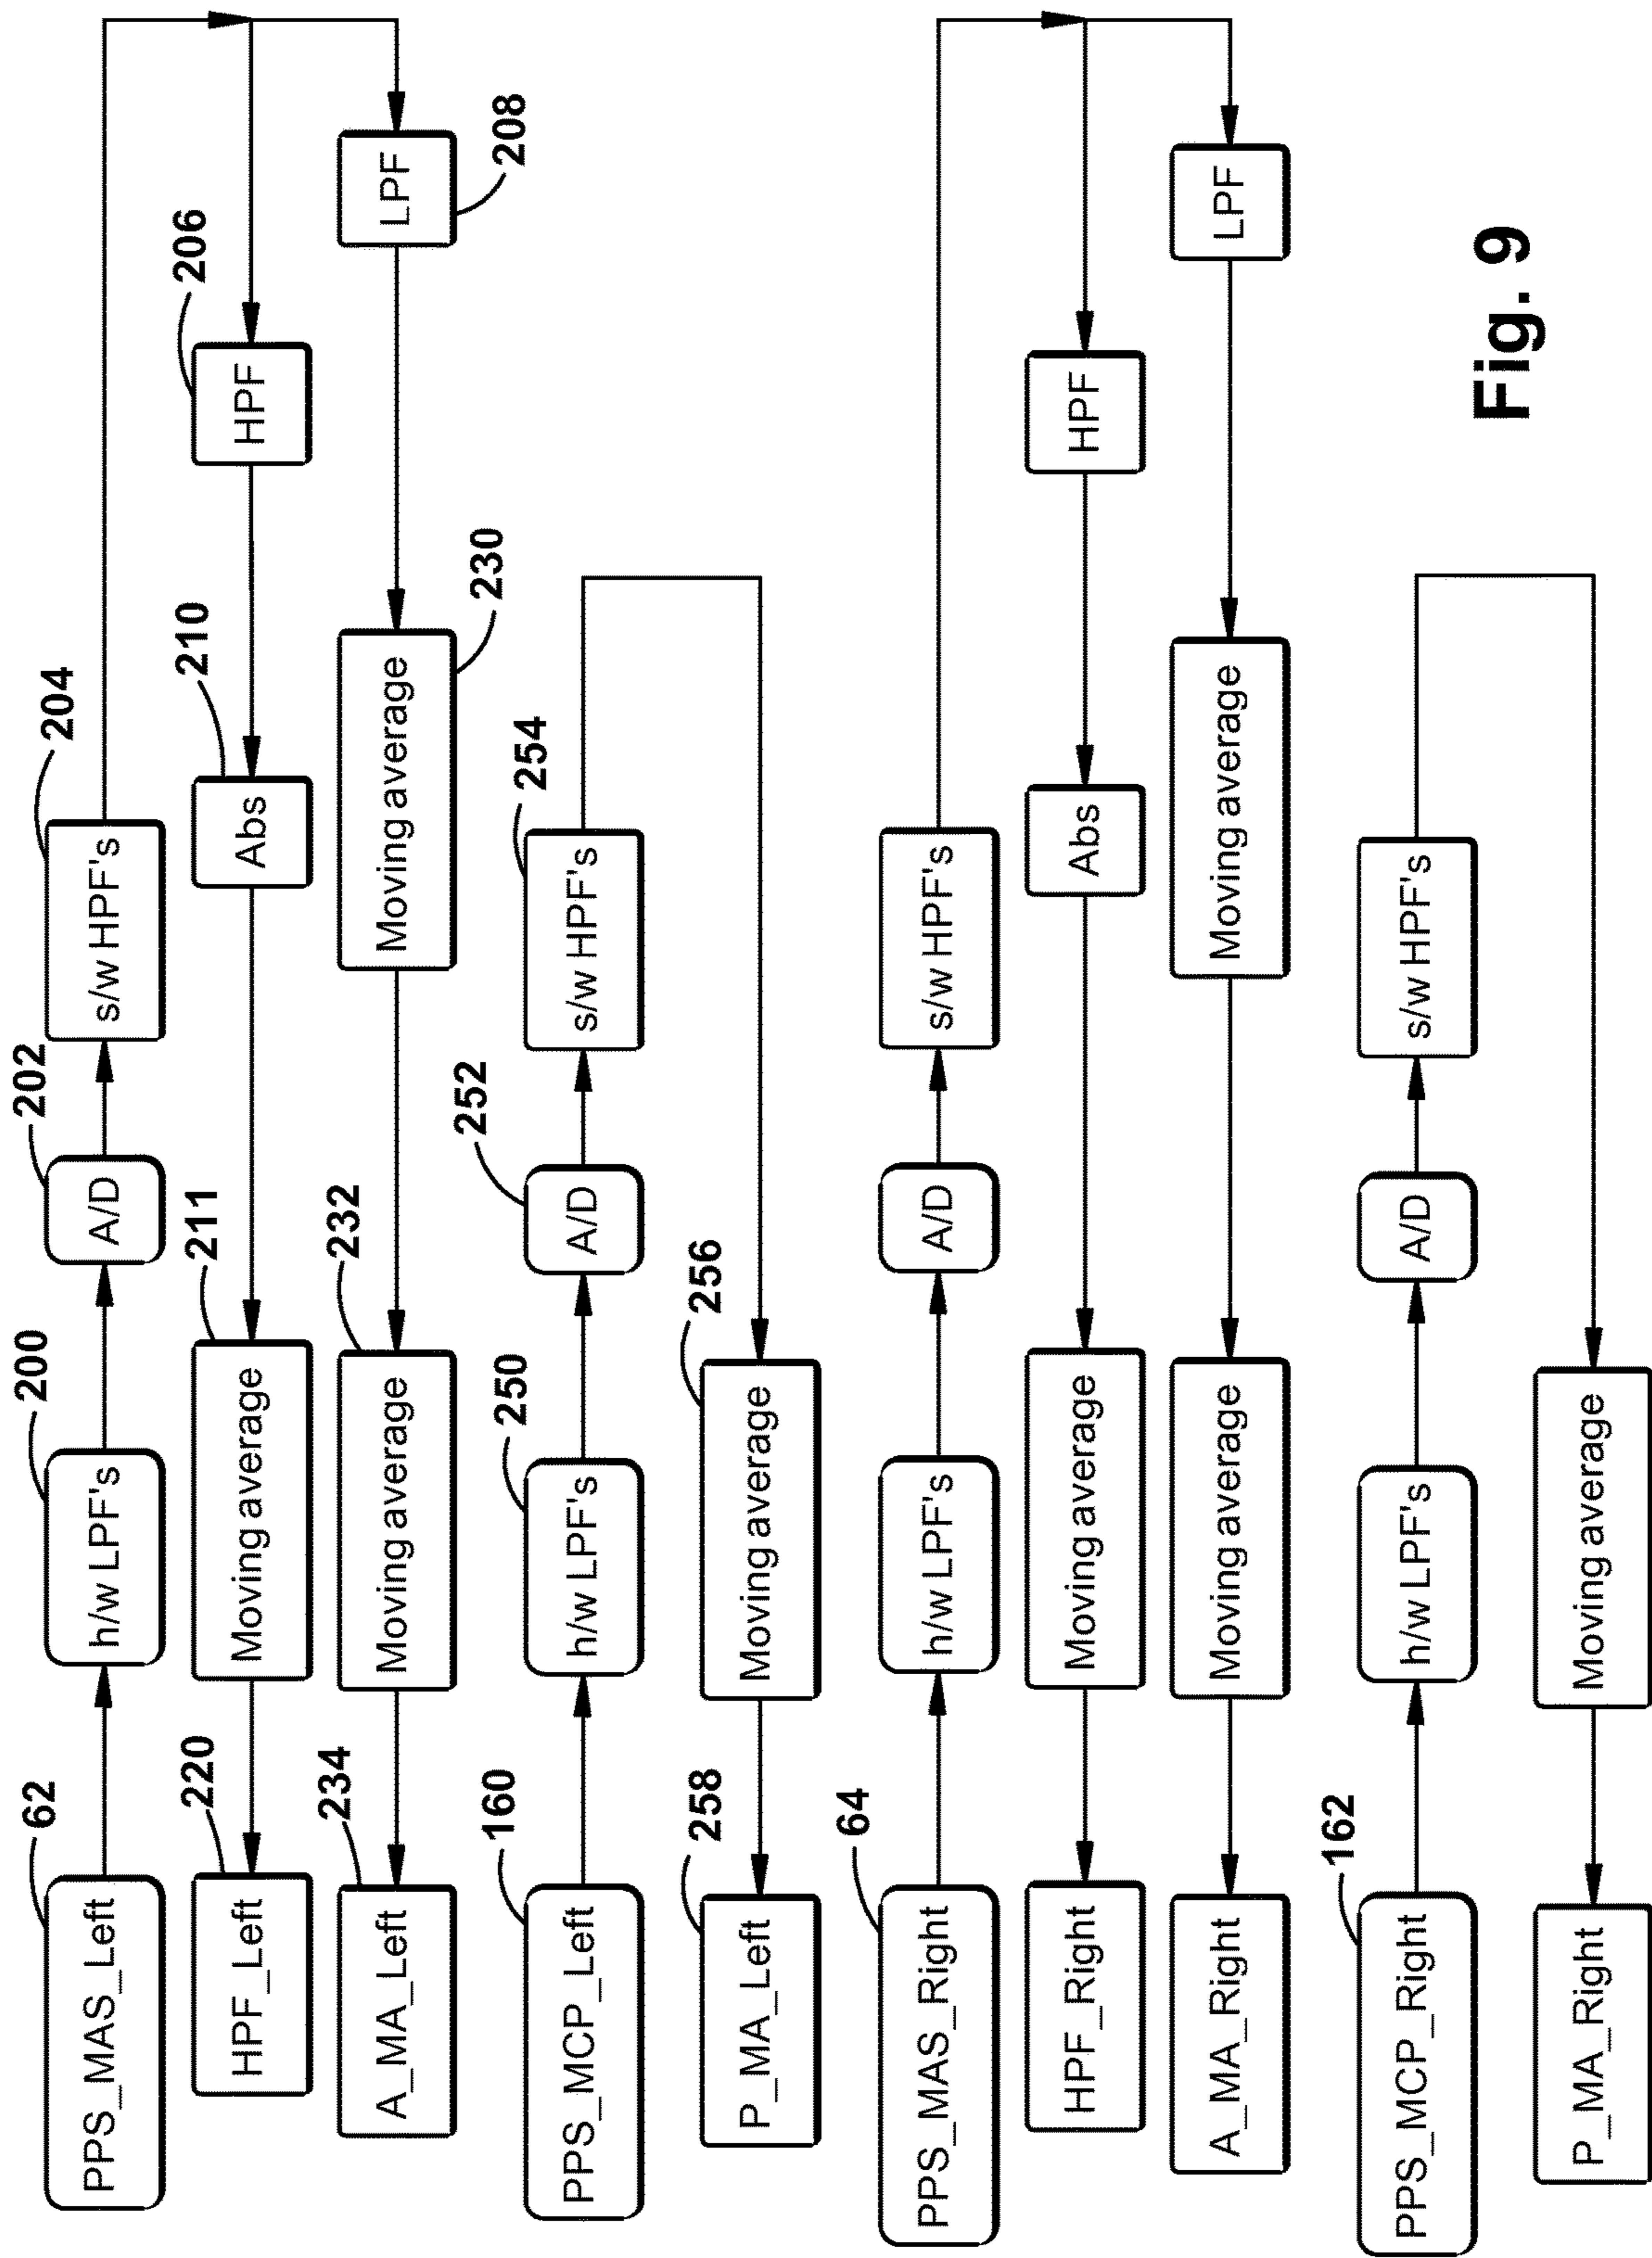 62
200
202
204
PPS_MAS_Left
h/w LPF's
A/D
s/w HPF's
220
211
210
206
HPF_Left
Moving average
Abs
HPF
234
232
230
A_MA_Left
Moving average
Moving average
LPF
208
160
250
252
254
PPS_MCP_Left
h/w LPF's
A/D
s/w HPF's
258
256
P_MA_Left
Moving average
64
PPS_MAS_Right
h/w LPF's
A/D
s/w HPF's
HPF_Right
Moving average
Abs
HPF
A_MA_Right
Moving average
Moving average
LPF
162
PPS_MCP_Right
h/w LPF's
A/D
s/w HPF's
P_MA_Right
Moving average
Fig. 9